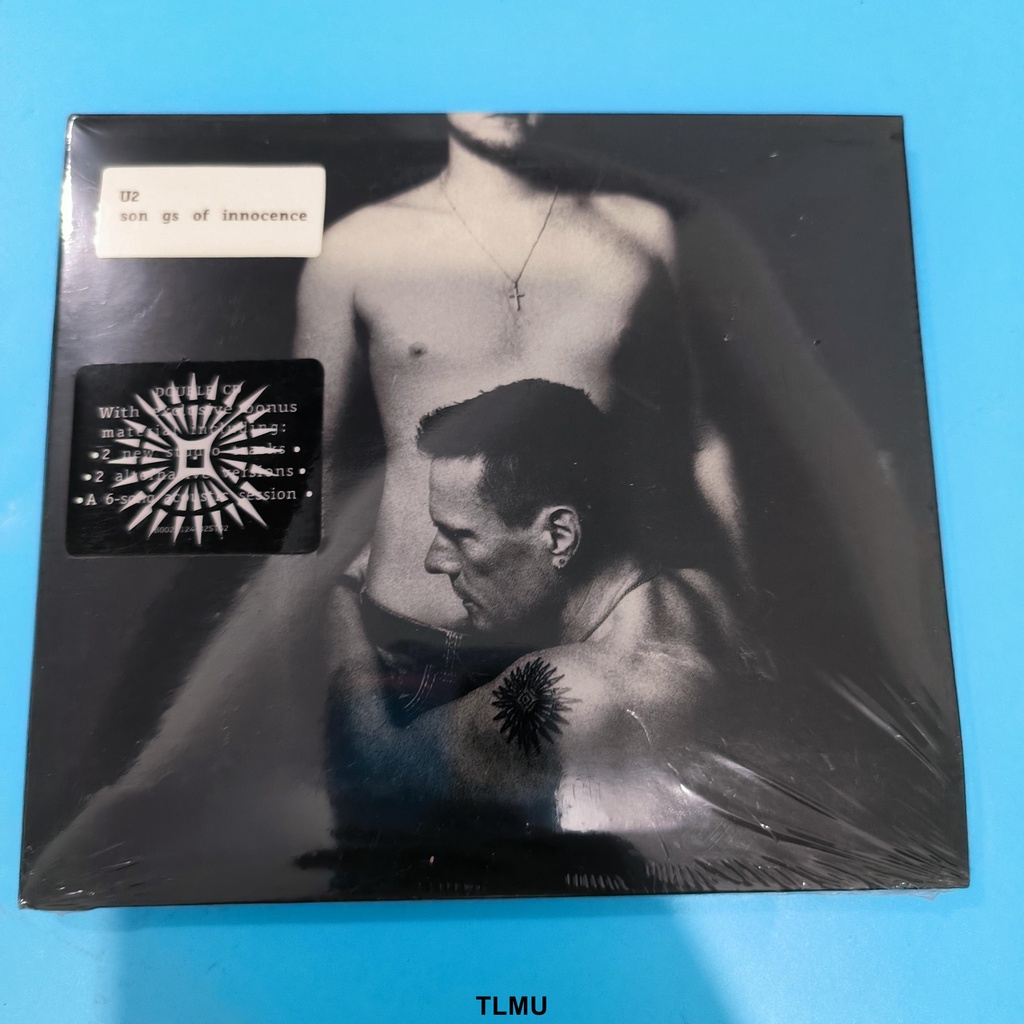 U2
son gs of innocence
DOUBLE CD
With exclusive bonus
material including:
•2 new studio tracks •
•2 alternative versions•
•A 6-song acoustic session •
TLMU